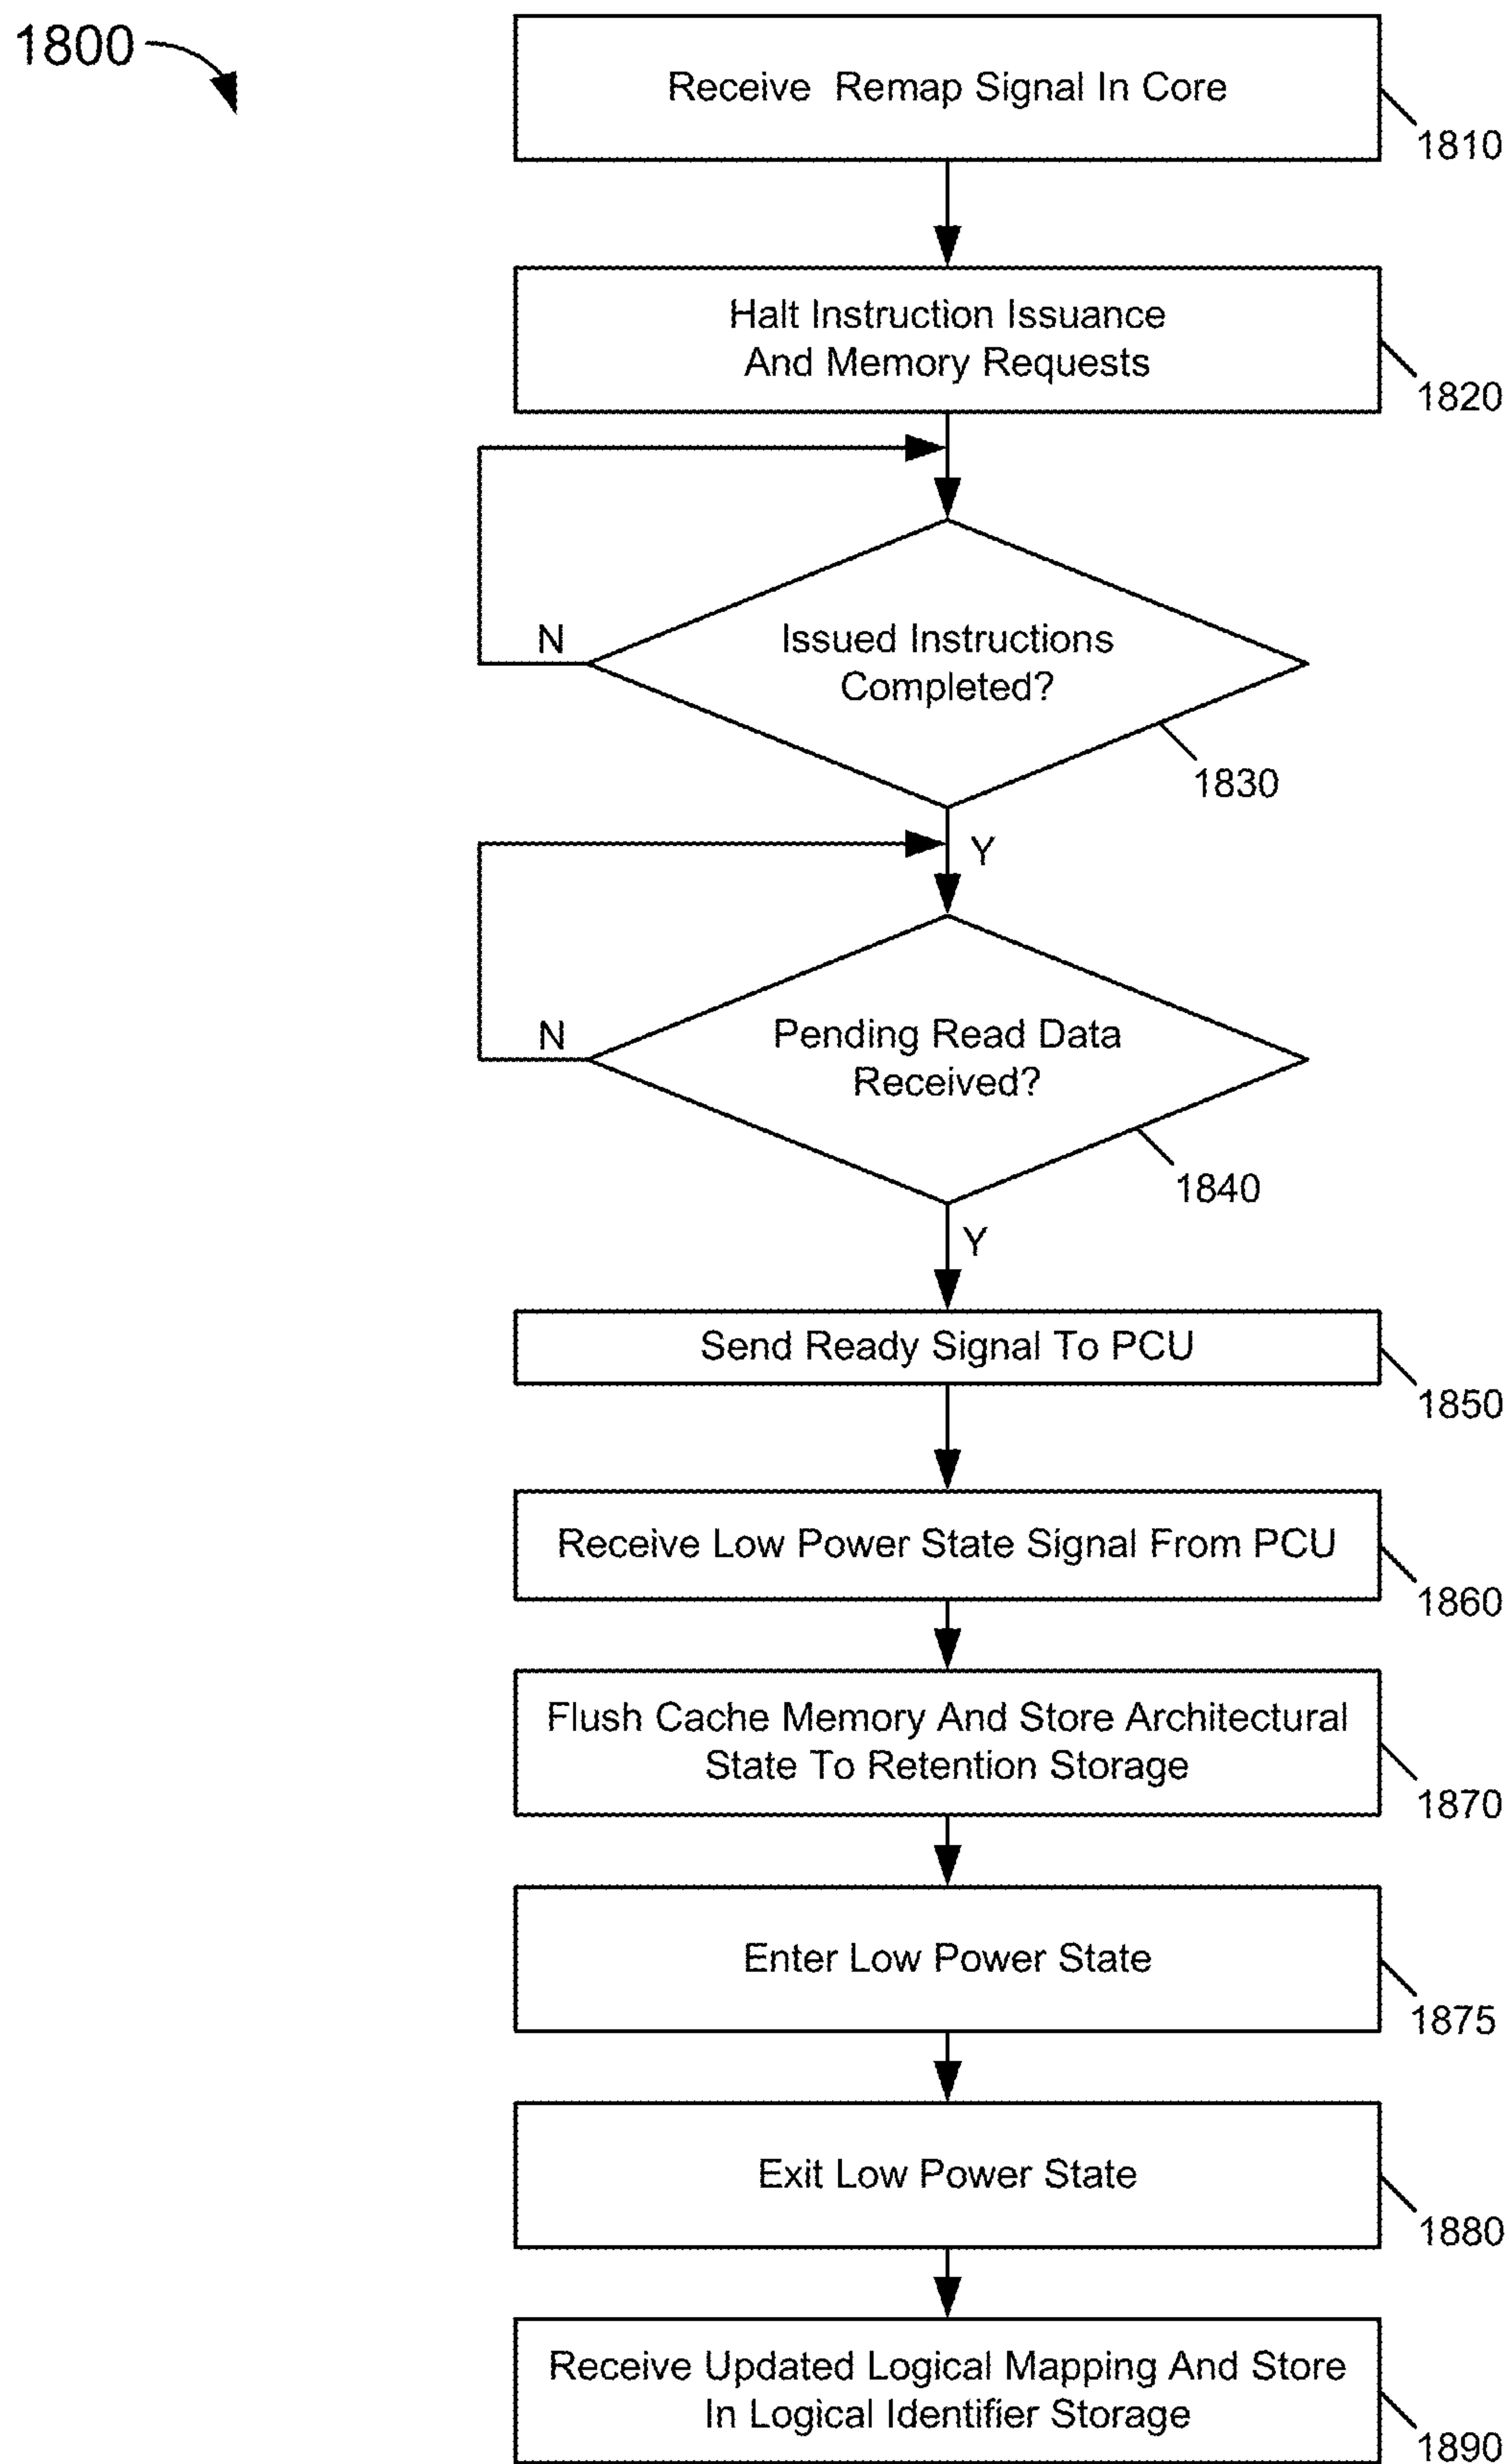 1800
Receive Remap Signal In Core
1810
Halt Instruction Issuance
And Memory Requests
1820
N
Issued Instructions
Completed?
1830
Y
N
Pending Read Data
Received?
1840
Y
Send Ready Signal To PCU
1850
Receive Low Power State Signal From PCU
1860
Flush Cache Memory And Store Architectural
State To Retention Storage
1870
Enter Low Power State
1875
Exit Low Power State
1880
Receive Updated Logical Mapping And Store
In Logical Identifier Storage
1890